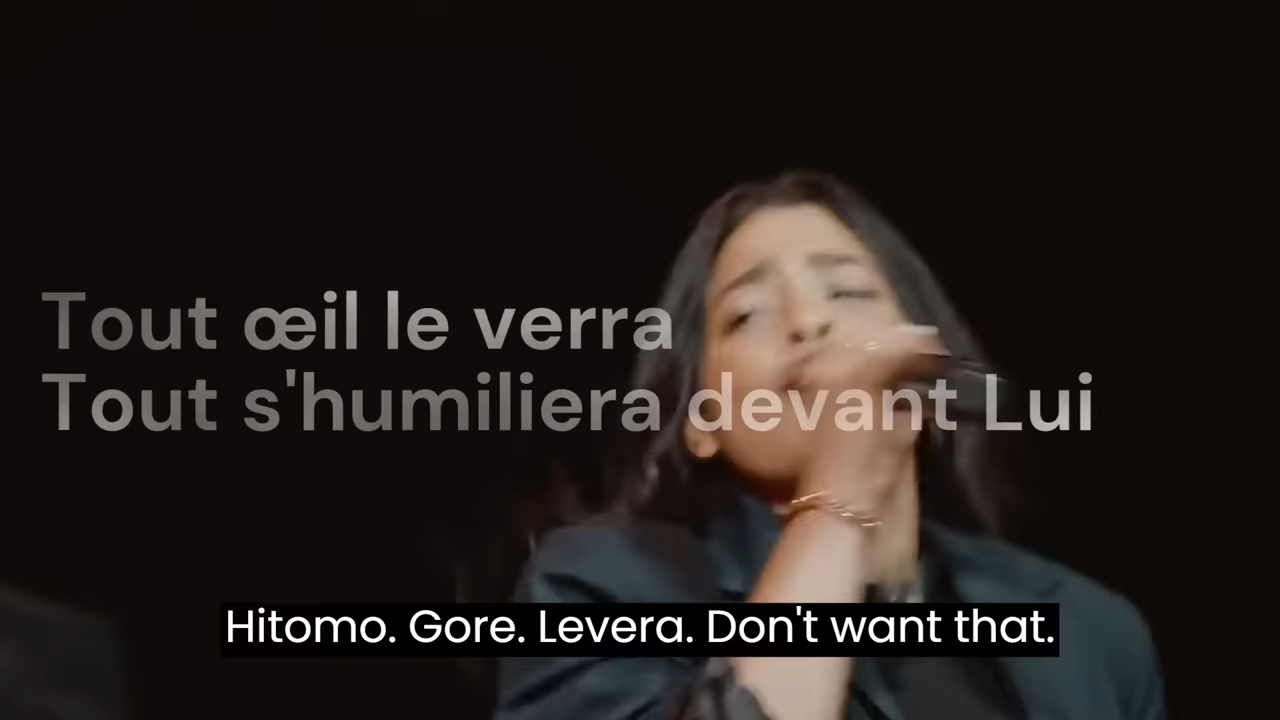 Tout œil le verra
Tout s'humiliera devant Lui
Hitomo. Gore. Levera. Don't want that.